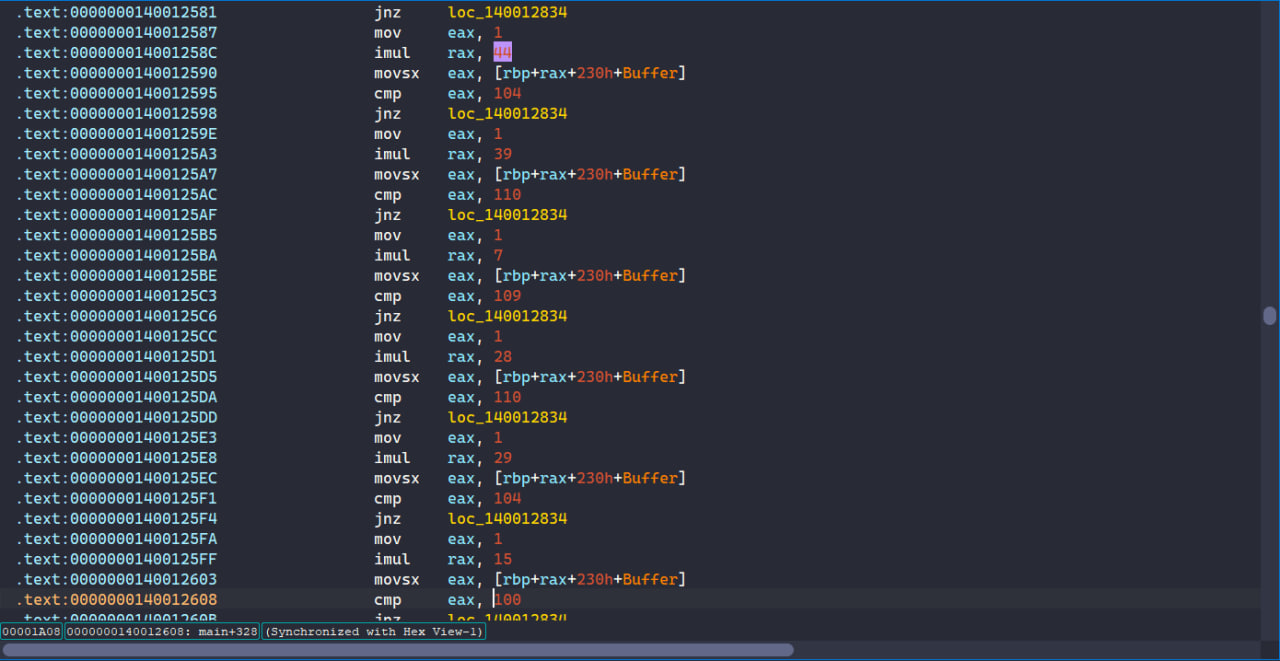 .text:0000000140012581 jnz loc_140012834
.text:0000000140012587 mov eax, 1
.text:000000014001258C imul rax, 44
.text:0000000140012590 movsx eax, [rbp+rax+230h+Buffer]
.text:0000000140012595 cmp eax, 104
.text:0000000140012598 jnz loc_140012834
.text:000000014001259E mov eax, 1
.text:00000001400125A3 imul rax, 39
.text:00000001400125A7 movsx eax, [rbp+rax+230h+Buffer]
.text:00000001400125AC cmp eax, 110
.text:00000001400125AF jnz loc_140012834
.text:00000001400125B5 mov eax, 1
.text:00000001400125BA imul rax, 7
.text:00000001400125BE movsx eax, [rbp+rax+230h+Buffer]
.text:00000001400125C3 cmp eax, 109
.text:00000001400125C6 jnz loc_140012834
.text:00000001400125CC mov eax, 1
.text:00000001400125D1 imul rax, 28
.text:00000001400125D5 movsx eax, [rbp+rax+230h+Buffer]
.text:00000001400125DA cmp eax, 110
.text:00000001400125DD jnz loc_140012834
.text:00000001400125E3 mov eax, 1
.text:00000001400125E8 imul rax, 29
.text:00000001400125EC movsx eax, [rbp+rax+230h+Buffer]
.text:00000001400125F1 cmp eax, 104
.text:00000001400125F4 jnz loc_140012834
.text:00000001400125FA mov eax, 1
.text:00000001400125FF imul rax, 15
.text:0000000140012603 movsx eax, [rbp+rax+230h+Buffer]
.text:0000000140012608 cmp eax, 100
.text:000000014001260B jnz loc_140012834
00001A08 0000000140012608: main+328 (Synchronized with Hex View-1)